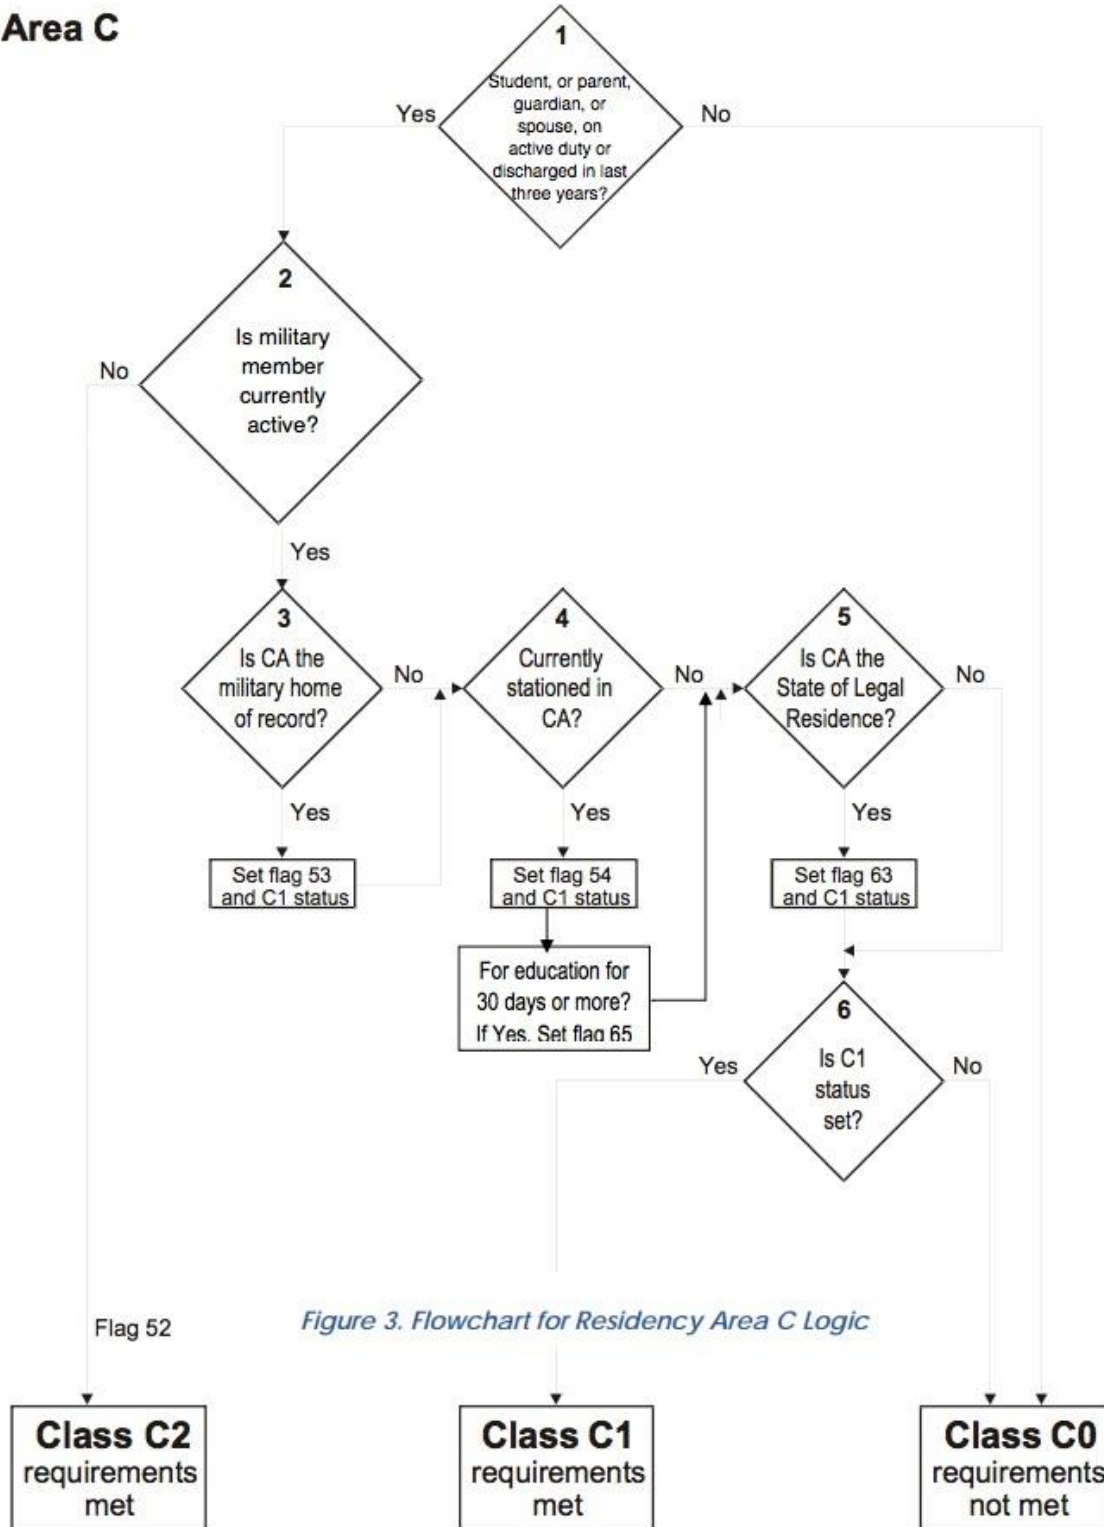 Area C
1
Student, or parent,
guardian, or
spouse, on
active duty or
discharged in last
three years?
Yes
No
2
Is military
member
currently
active?
No
Yes
3
Is CA the
military home
of record?
No
Yes
Set flag 53
and C1 status
4
Currently
stationed in
CA?
No
Yes
Set flag 54
and C1 status
For education for
30 days or more?
If Yes. Set flag 65
5
Is CA the
State of Legal
Residence?
No
Yes
Set flag 63
and C1 status
6
Is C1
status
set?
Yes
No
Flag 52
Figure 3. Flowchart for Residency Area C Logic
Class C2
requirements
met
Class C1
requirements
met
Class C0
requirements
not met